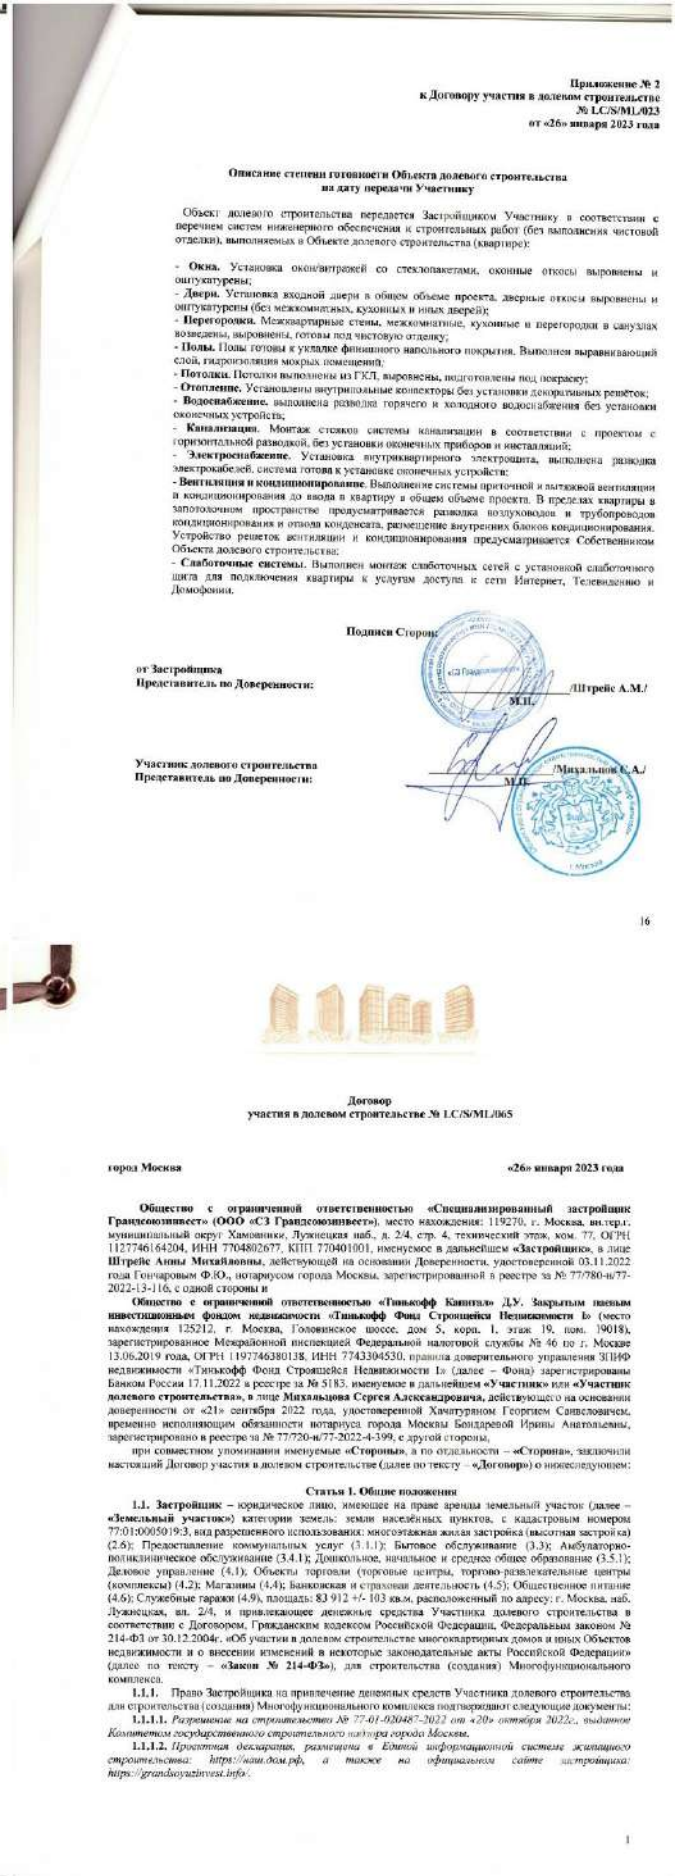 Приложение № 2
к Договору участия в долевом строительстве
№ LC/S/ML/023
от «26» января 2023 года
Описание степени готовности Объекта долевого строительства
на дату передачи Участнику
Объект долевого строительства передается Застройщиком Участнику в соответствии с
перечнем систем инженерного обеспечения и строительных работ (без выполнения чистовой
отделки), выполняемых в Объекте долевого строительства (квартире):
- Окна. Установка окон/витражей со стеклопакетами, оконные откосы выровнены и
оштукатурены;
- Двери. Установка входной двери в общем объеме проекта, дверные откосы выровнены и
оштукатурены (без межкомнатных, кухонных и иных дверей);
- Перегородки. Межквартирные стены, межкомнатные, кухонные и перегородки в санузлах
возведены, выровнены, готовы под чистовую отделку;
- Полы. Полы готовы к укладке финишного напольного покрытия. Выполнен выравнивающий
слой, гидроизоляция мокрых помещений;
- Потолки. Потолки выполнены из ГКЛ, выровнены, подготовлены под покраску;
- Отопление. Установлены внутрипольные конвекторы без установки декоративных решёток;
- Водоснабжение. выполнена разводка горячего и холодного водоснабжения без установки
оконечных устройств;
- Канализация. Монтаж стояков системы канализации в соответствии с проектом с
горизонтальной разводкой, без установки оконечных приборов и инсталляций;
- Электроснабжение. Установка внутриквартирного электрощита, выполнена разводка
электрокабелей, система готова к установке оконечных устройств;
- Вентиляция и кондиционирование. Выполнение системы приточной и вытяжной вентиляции
и кондиционирования до ввода в квартиру в общем объеме проекта. В пределах квартиры в
запотолочном пространстве предусматривается разводка воздуховодов и трубопроводов
кондиционирования и отвода конденсата, размещение внутренних блоков кондиционирования.
Устройство решеток вентиляции и кондиционирования предусматривается Собственником
Объекта долевого строительства;
- Слаботочные системы. Выполнен монтаж слаботочных сетей с установкой слаботочного
щита для подключения квартиры к услугам доступа к сети Интернет, Телевидению и
Домофонии.
Подписи Сторон:
от Застройщика
Представитель по Доверенности:
/Штрейс А.М./
М.П.
Участник долевого строительства
Представитель по Доверенности:
/Михальцов С.А./
М.П.
г. Москва
16
Договор
участия в долевом строительстве № LC/S/ML/065
город Москва «26» января 2023 года
Общество с ограниченной ответственностью «Специализированный застройщик
Грандсоюзинвест» (ООО «СЗ Грандсоюзинвест»), место нахождения: 119270, г. Москва, вн.тер.г.
муниципальный округ Хамовники, Лужнецкая наб., д. 2/4, стр. 4, технический этаж, ком. 77, ОГРН
1127746164204, ИНН 7704802677, КПП 770401001, именуемое в дальнейшем «Застройщик», в лице
Штрейс Анны Михайловны, действующей на основании Доверенности, удостоверенной 03.11.2022
года Гончаровым Ф.Ю., нотариусом города Москвы, зарегистрированной в реестре за № 77/780-н/77-
2022-13-116, с одной стороны и
Общество с ограниченной ответственностью «Тинькофф Капитал» Д.У. Закрытым паевым
инвестиционным фондом недвижимости «Тинькофф Фонд Строящейся Недвижимости I» (место
нахождения 125212, г. Москва, Головинское шоссе, дом 5, корп. 1, этаж 19, пом. 19018),
зарегистрированное Межрайонной инспекцией Федеральной налоговой службы № 46 по г. Москве
13.06.2019 года, ОГРН 1197746380138, ИНН 7743304530, правила доверительного управления ЗПИФ
недвижимости «Тинькофф Фонд Строящейся Недвижимости I» (далее – Фонд) зарегистрированы
Банком России 17.11.2022 в реестре за № 5183, именуемое в дальнейшем «Участник» или «Участник
долевого строительства», в лице Михальцова Сергея Александровича, действующего на основании
доверенности от «21» сентября 2022 года, удостоверенной Хачатуряном Георгием Санвеловичем,
временно исполняющим обязанности нотариуса города Москвы Бондаревой Ирины Анатольевны,
зарегистрировано в реестре за № 77/720-н/77-2022-4-399, с другой стороны,
при совместном упоминании именуемые «Стороны», а по отдельности – «Сторона», заключили
настоящий Договор участия в долевом строительстве (далее по тексту – «Договор») о нижеследующем:
Статья 1. Общие положения
1.1. Застройщик – юридическое лицо, имеющее на праве аренды земельный участок (далее –
«Земельный участок») категории земель: земли населённых пунктов, с кадастровым номером
77:01:0005019:3, вид разрешенного использования: многоэтажная жилая застройка (высотная застройка)
(2.6); Предоставление коммунальных услуг (3.1.1); Бытовое обслуживание (3.3); Амбулаторно-
поликлиническое обслуживание (3.4.1); Дошкольное, начальное и среднее общее образование (3.5.1);
Деловое управление (4.1); Объекты торговли (торговые центры, торгово-развлекательные центры
(комплексы) (4.2); Магазины (4.4); Банковская и страховая деятельность (4.5); Общественное питание
(4.6); Служебные гаражи (4.9), площадь: 83 912 +/- 103 кв.м, расположенный по адресу: г. Москва, наб.
Лужнецкая, вл. 2/4, и привлекающее денежные средства Участника долевого строительства в
соответствии с Договором, Гражданским кодексом Российской Федерации, Федеральным законом №
214-ФЗ от 30.12.2004г. «Об участии в долевом строительстве многоквартирных домов и иных Объектов
недвижимости и о внесении изменений в некоторые законодательные акты Российской Федерации»
(далее по тексту – «Закон № 214-ФЗ»), для строительства (создания) Многофункционального
комплекса.
1.1.1. Право Застройщика на привлечение денежных средств Участника долевого строительства
для строительства (создания) Многофункционального комплекса подтверждают следующие документы:
1.1.1.1. Разрешение на строительство № 77-01-020487-2022 от «20» октября 2022г., выданное
Комитетом государственного строительного надзора города Москвы.
1.1.1.2. Проектная декларация, размещена в Единой информационной системе жилищного
строительства: https://наш.дом.рф, а также на официальном сайте застройщика:
https://grandsoyuzinvest.info/.
1